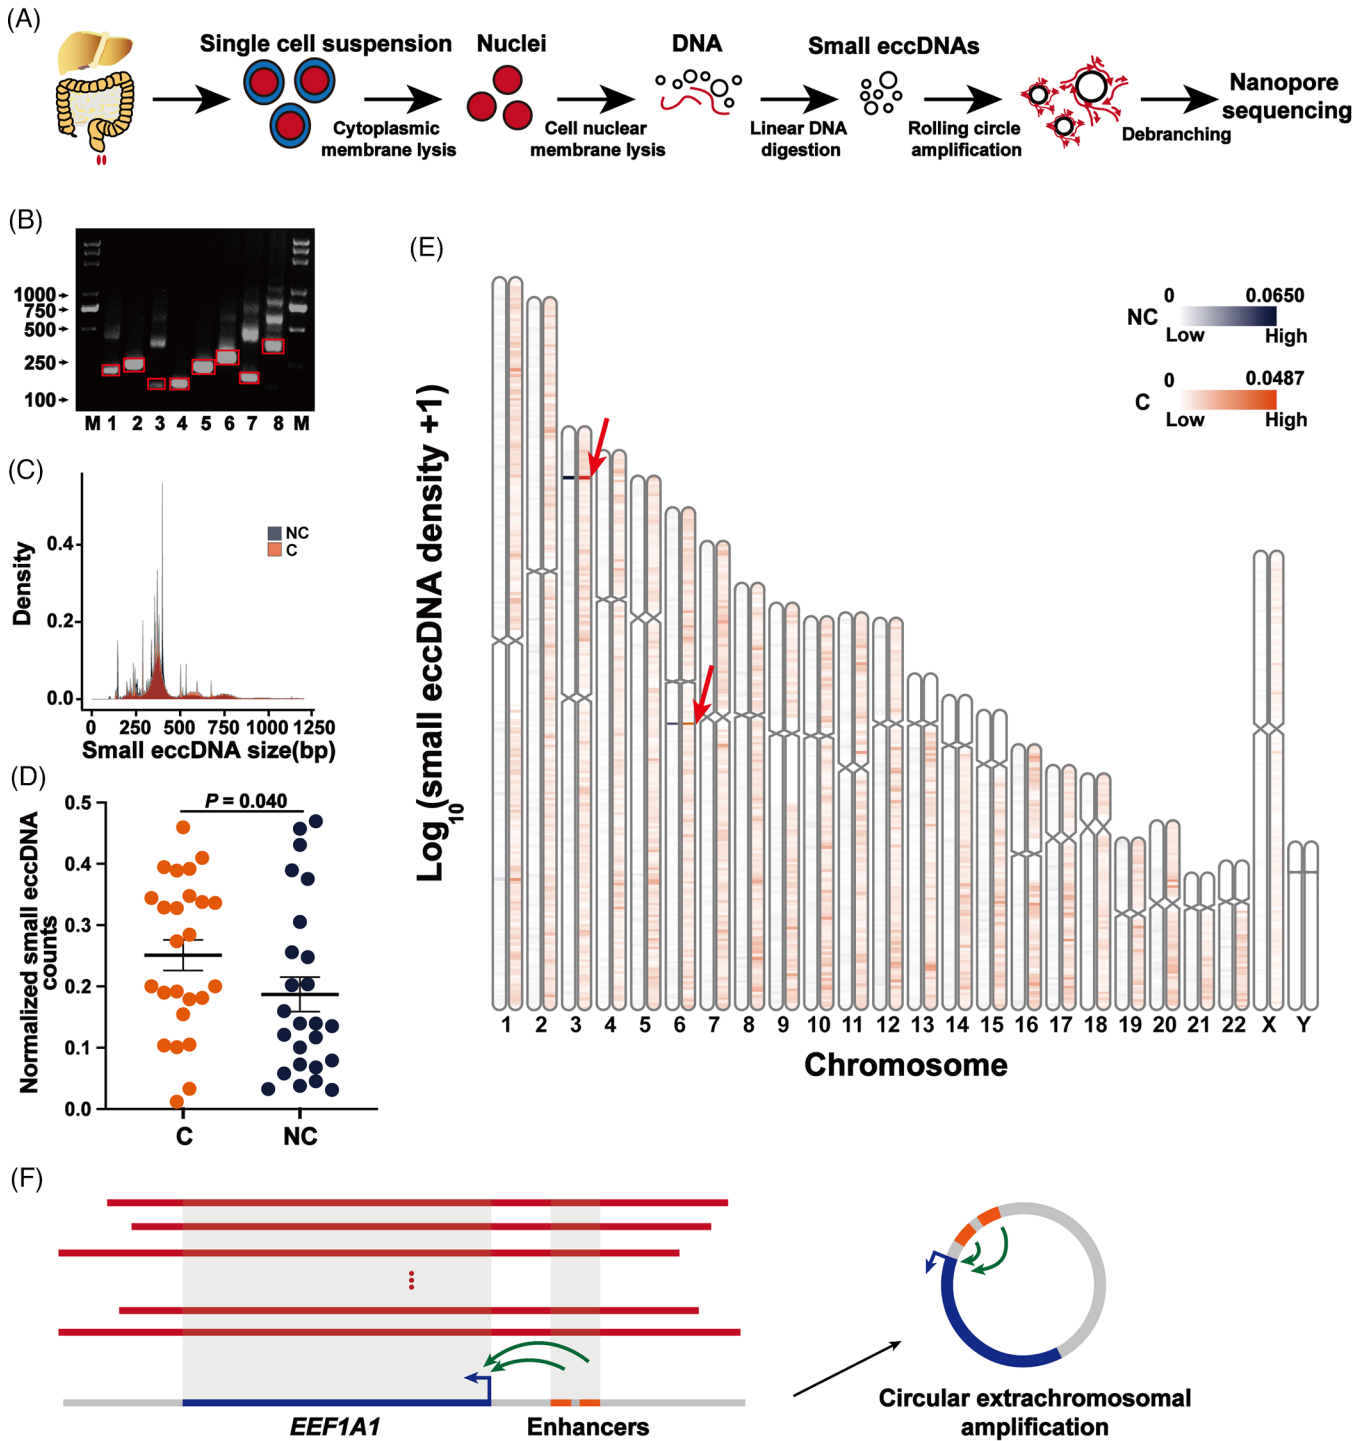 (A)
Single cell suspension
Nuclei
DNA
Small eccDNAs
Nanopore
sequencing
Cytoplasmic
membrane lysis
Cell nuclear
membrane lysis
Linear DNA
digestion
Rolling circle
amplification
Debranching
(B)
1000
750
500
250
100
M 1 2 3 4 5 6 7 8 M
(C)
Density
0.4
0.2
0.0
NC
C
0 250 500 750 1000 1250
Small eccDNA size(bp)
(D)
Normalized small eccDNA
counts
0.5
0.4
0.3
0.2
0.1
0.0
P = 0.040
C NC
(E)
Log10(small eccDNA density +1)
NC
0 0.0650
Low High
C
0 0.0487
Low High
1 2 3 4 5 6 7 8 9 10 11 12 13 14 15 16 17 18 19 20 21 22 X Y
Chromosome
(F)
EEF1A1
Enhancers
Circular extrachromosomal
amplification